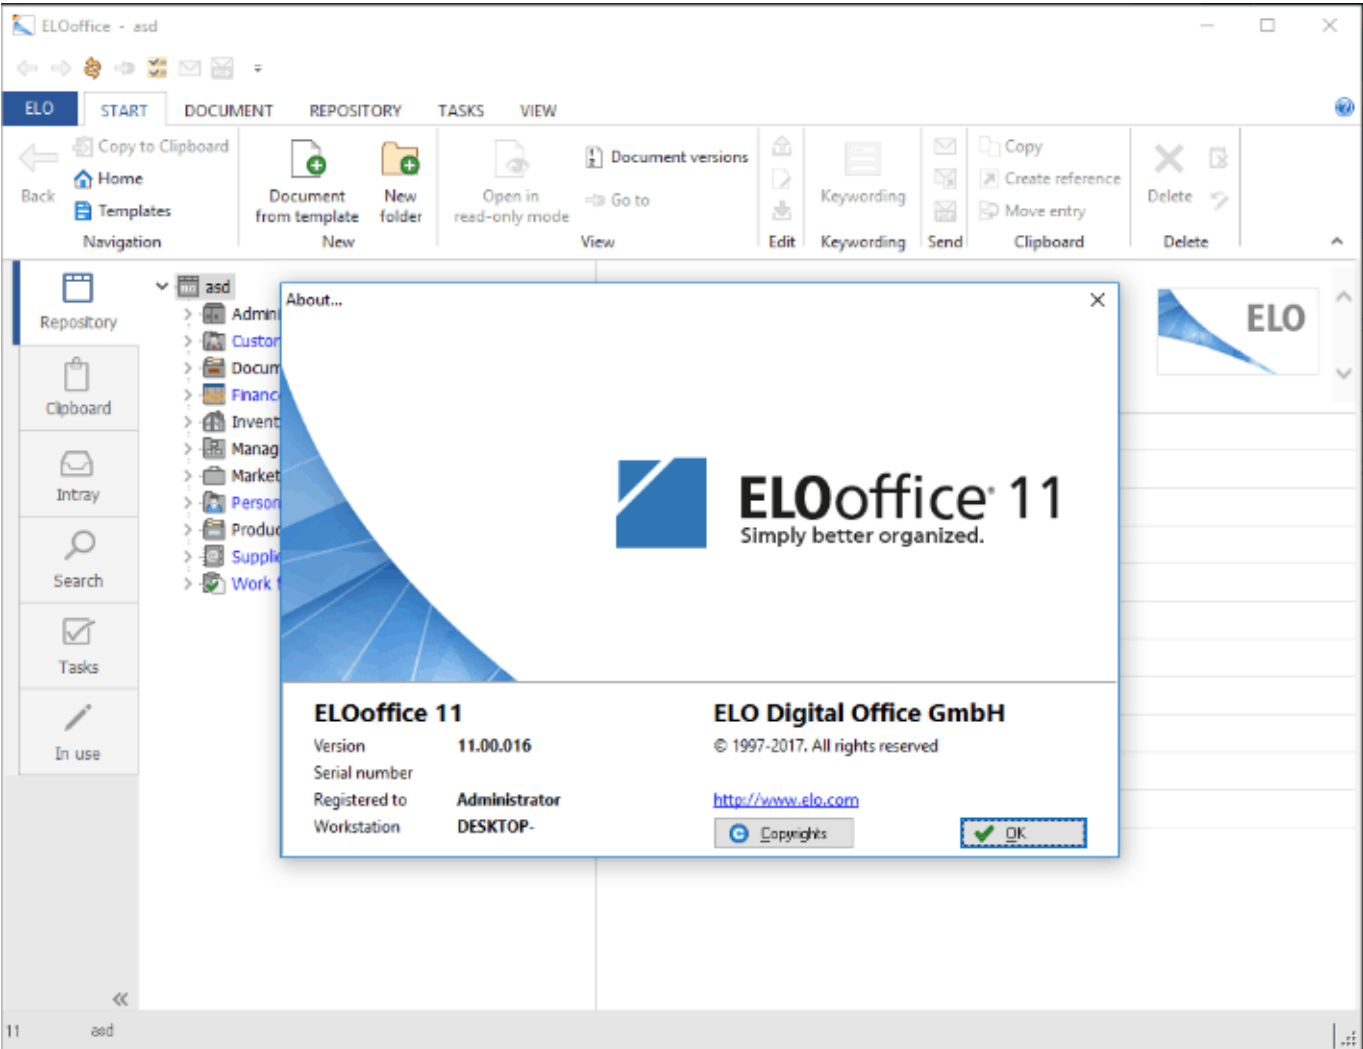 ELOoffice - asd
ELO START DOCUMENT REPOSITORY TASKS VIEW
Back
Copy to Clipboard
Home
Templates
Navigation
Document from template
New folder
New
Open in read-only mode
Document versions
Go to
View
Edit
Keywording
Keywording
Send
Copy
Create reference
Move entry
Clipboard
Delete
Delete
Repository
Clipboard
Intray
Search
Tasks
In use
asd
Admini
Custor
Docum
Financ
Invent
Manag
Market
Person
Produc
Supplie
Work f
ELO
About...
ELOoffice 11
Simply better organized.
ELOoffice 11
Version 11.00.016
Serial number
Registered to Administrator
Workstation DESKTOP-
ELO Digital Office GmbH
© 1997-2017. All rights reserved
http://www.elo.com
Copyrights
OK
11 asd